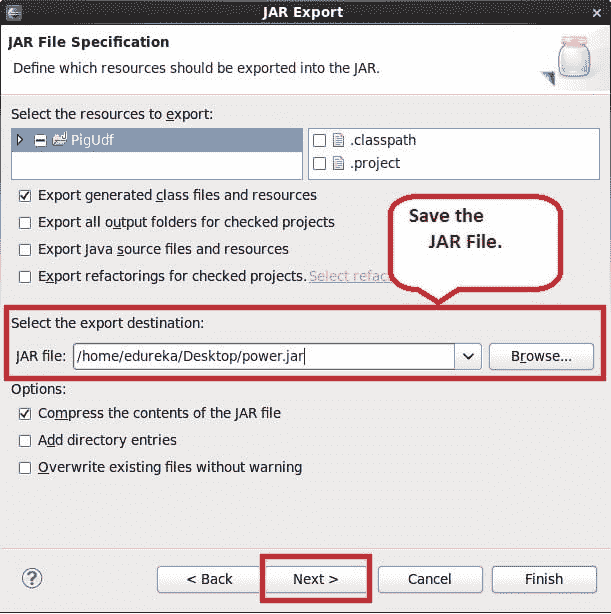 JAR Export
JAR File Specification
Define which resources should be exported into the JAR.
Select the resources to export:
PigUdf
.classpath
.project
Export generated class files and resources
Export all output folders for checked projects
Export Java source files and resources
Export refactorings for checked projects. Select refac
Save the
JAR File.
Select the export destination:
JAR file: /home/edureka/Desktop/power.jar Browse...
Options:
Compress the contents of the JAR file
Add directory entries
Overwrite existing files without warning
? < Back Next > Cancel Finish